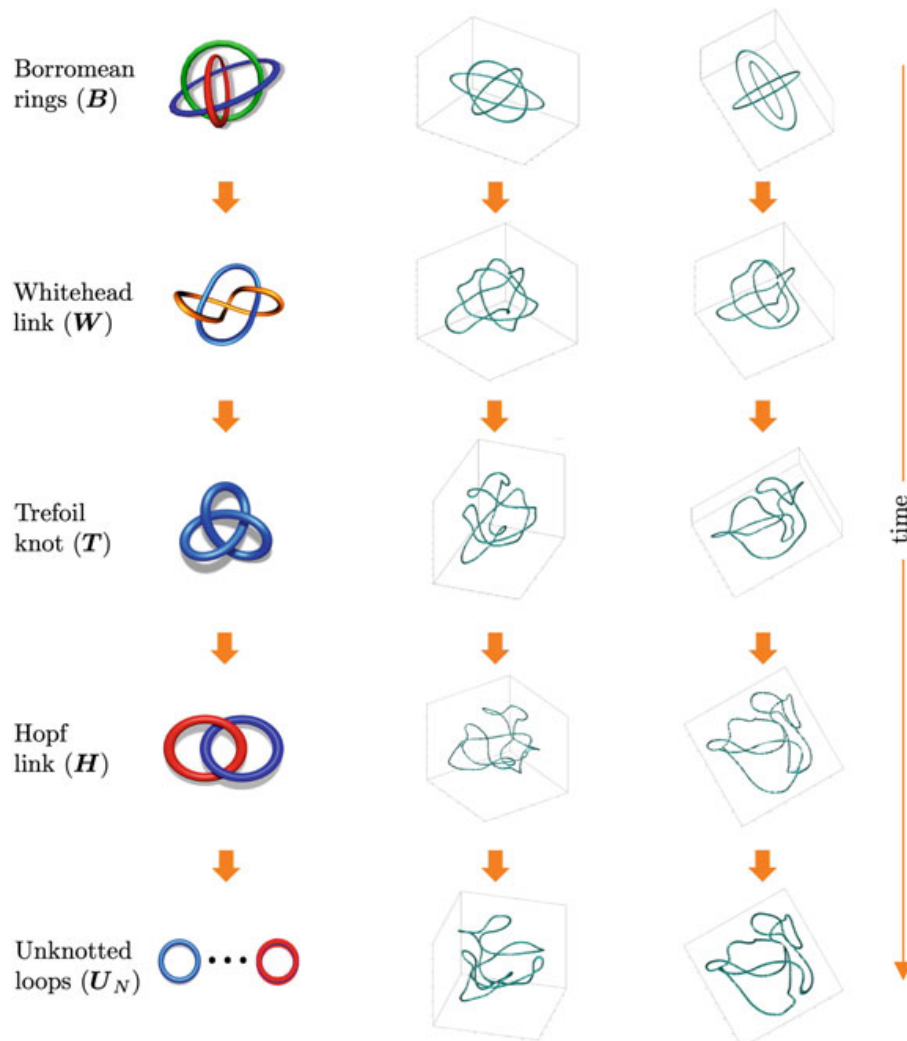 Borromean
rings (B)
Whitehead
link (W)
Trefoil
knot (T)
time
Hopf
link (H)
Unknotted
loops (U_N)